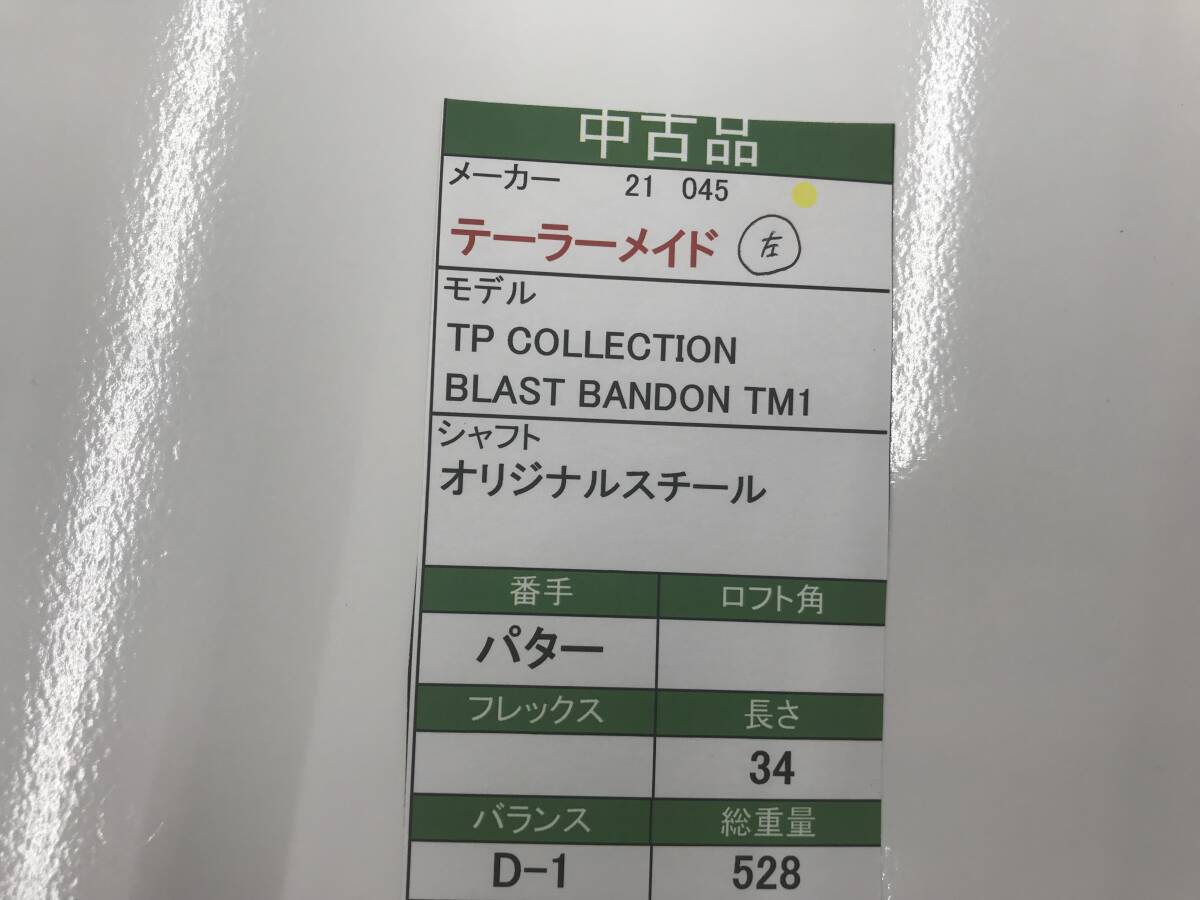 中古品
メーカー 21 045
テーラーメイド 左
モデル
TP COLLECTION
BLAST BANDON TM1
シャフト
オリジナルスチール
番手 ロフト角
パター
フレックス 長さ
34
バランス 総重量
D-1 528